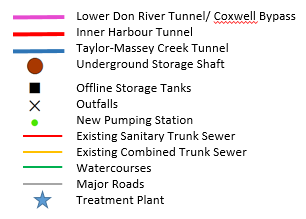 Lower Don River Tunnel/ Coxwell Bypass
Inner Harbour Tunnel
Taylor-Massey Creek Tunnel
Underground Storage Shaft
Offline Storage Tanks
Outfalls
New Pumping Station
Existing Sanitary Trunk Sewer
Existing Combined Trunk Sewer
Watercourses
Major Roads
Treatment Plant